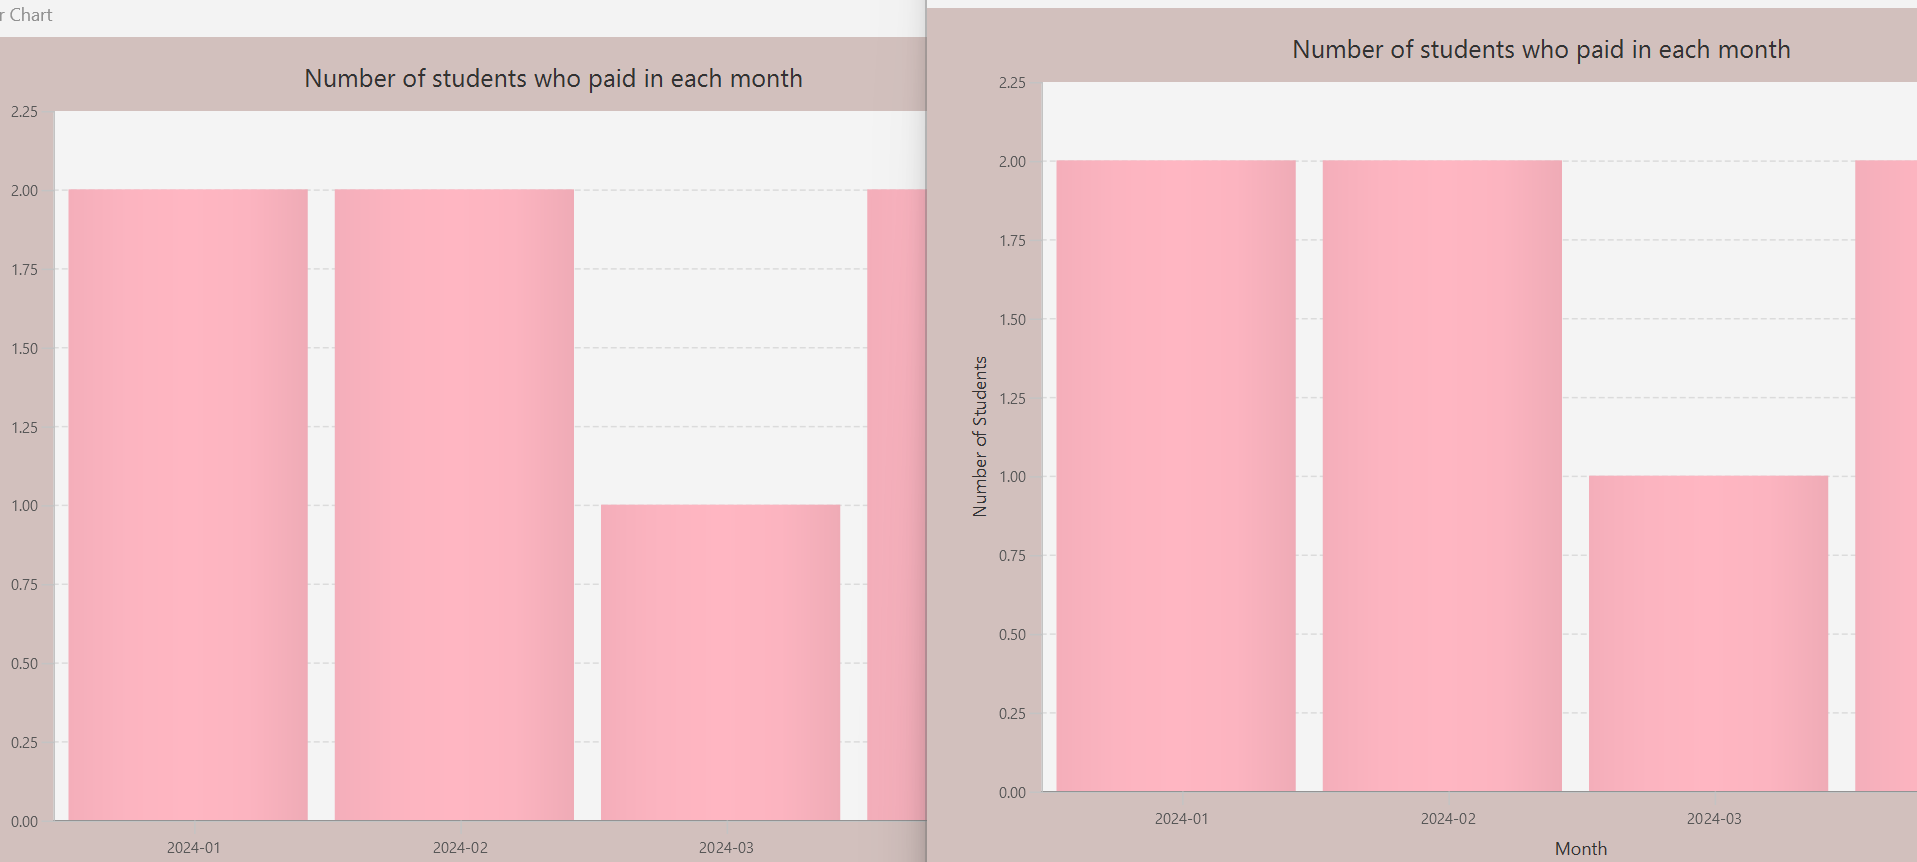 r Chart
Number of students who paid in each month
2.25
2.00
1.75
1.50
1.25
1.00
0.75
0.50
0.25
0.00
2024-01 2024-02 2024-03
Number of students who paid in each month
Number of Students
2.25
2.00
1.75
1.50
1.25
1.00
0.75
0.50
0.25
0.00
2024-01 2024-02 2024-03
Month